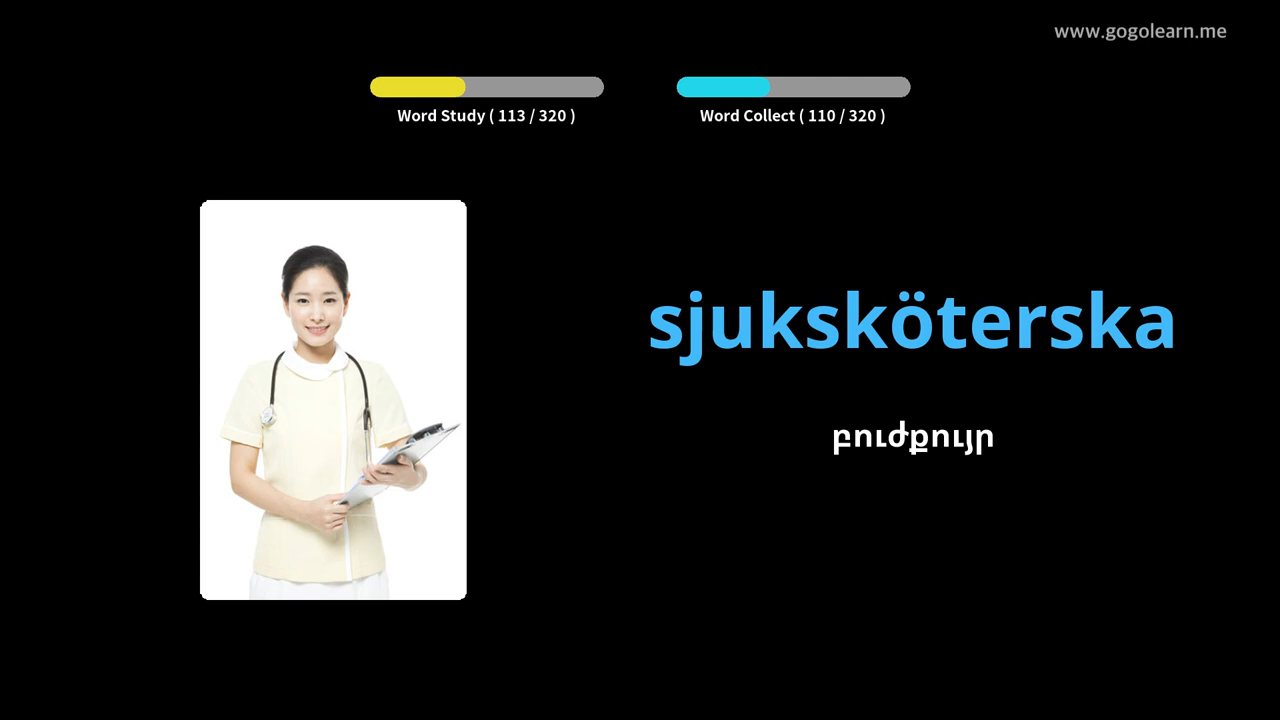 www.gogolearn.me
Word Study ( 113 / 320 )
Word Collect ( 110 / 320 )
sjuksköterska
բուժքույր